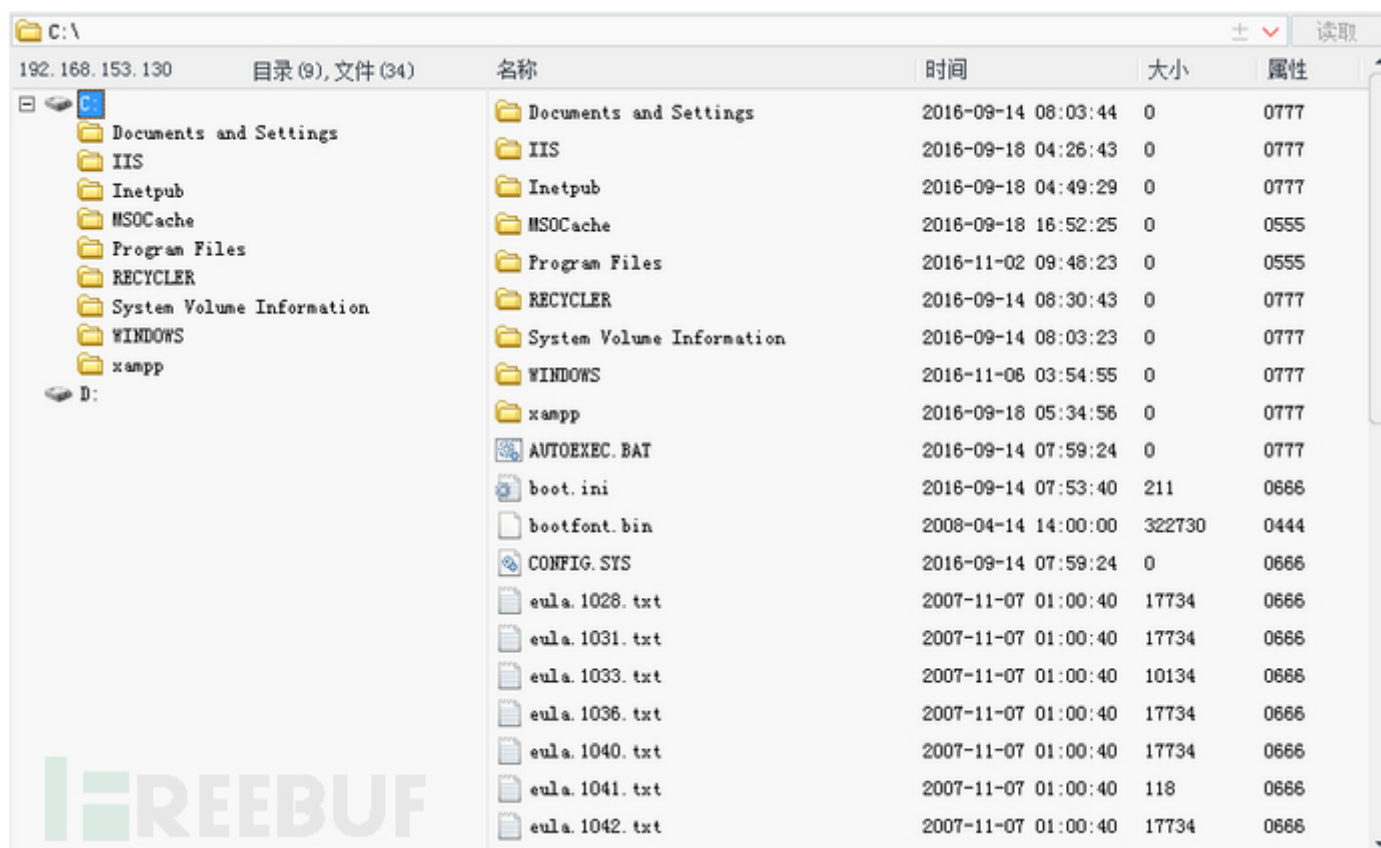 C:\ 读取
192.168.153.130 目录(9),文件(34) 名称 时间 大小 属性
C:
Documents and Settings
IIS
Inetpub
MSOCache
Program Files
RECYCLER
System Volume Information
WINDOWS
xampp
D:
Documents and Settings 2016-09-14 08:03:44 0 0777
IIS 2016-09-18 04:26:43 0 0777
Inetpub 2016-09-18 04:49:29 0 0777
MSOCache 2016-09-18 16:52:25 0 0555
Program Files 2016-11-02 09:48:23 0 0555
RECYCLER 2016-09-14 08:30:43 0 0777
System Volume Information 2016-09-14 08:03:23 0 0777
WINDOWS 2016-11-06 03:54:55 0 0777
xampp 2016-09-18 05:34:56 0 0777
AUTOEXEC.BAT 2016-09-14 07:59:24 0 0777
boot.ini 2016-09-14 07:53:40 211 0666
bootfont.bin 2008-04-14 14:00:00 322730 0444
CONFIG.SYS 2016-09-14 07:59:24 0 0666
eula.1028.txt 2007-11-07 01:00:40 17734 0666
eula.1031.txt 2007-11-07 01:00:40 17734 0666
eula.1033.txt 2007-11-07 01:00:40 10134 0666
eula.1036.txt 2007-11-07 01:00:40 17734 0666
eula.1040.txt 2007-11-07 01:00:40 17734 0666
eula.1041.txt 2007-11-07 01:00:40 118 0666
eula.1042.txt 2007-11-07 01:00:40 17734 0666
FREEBUF